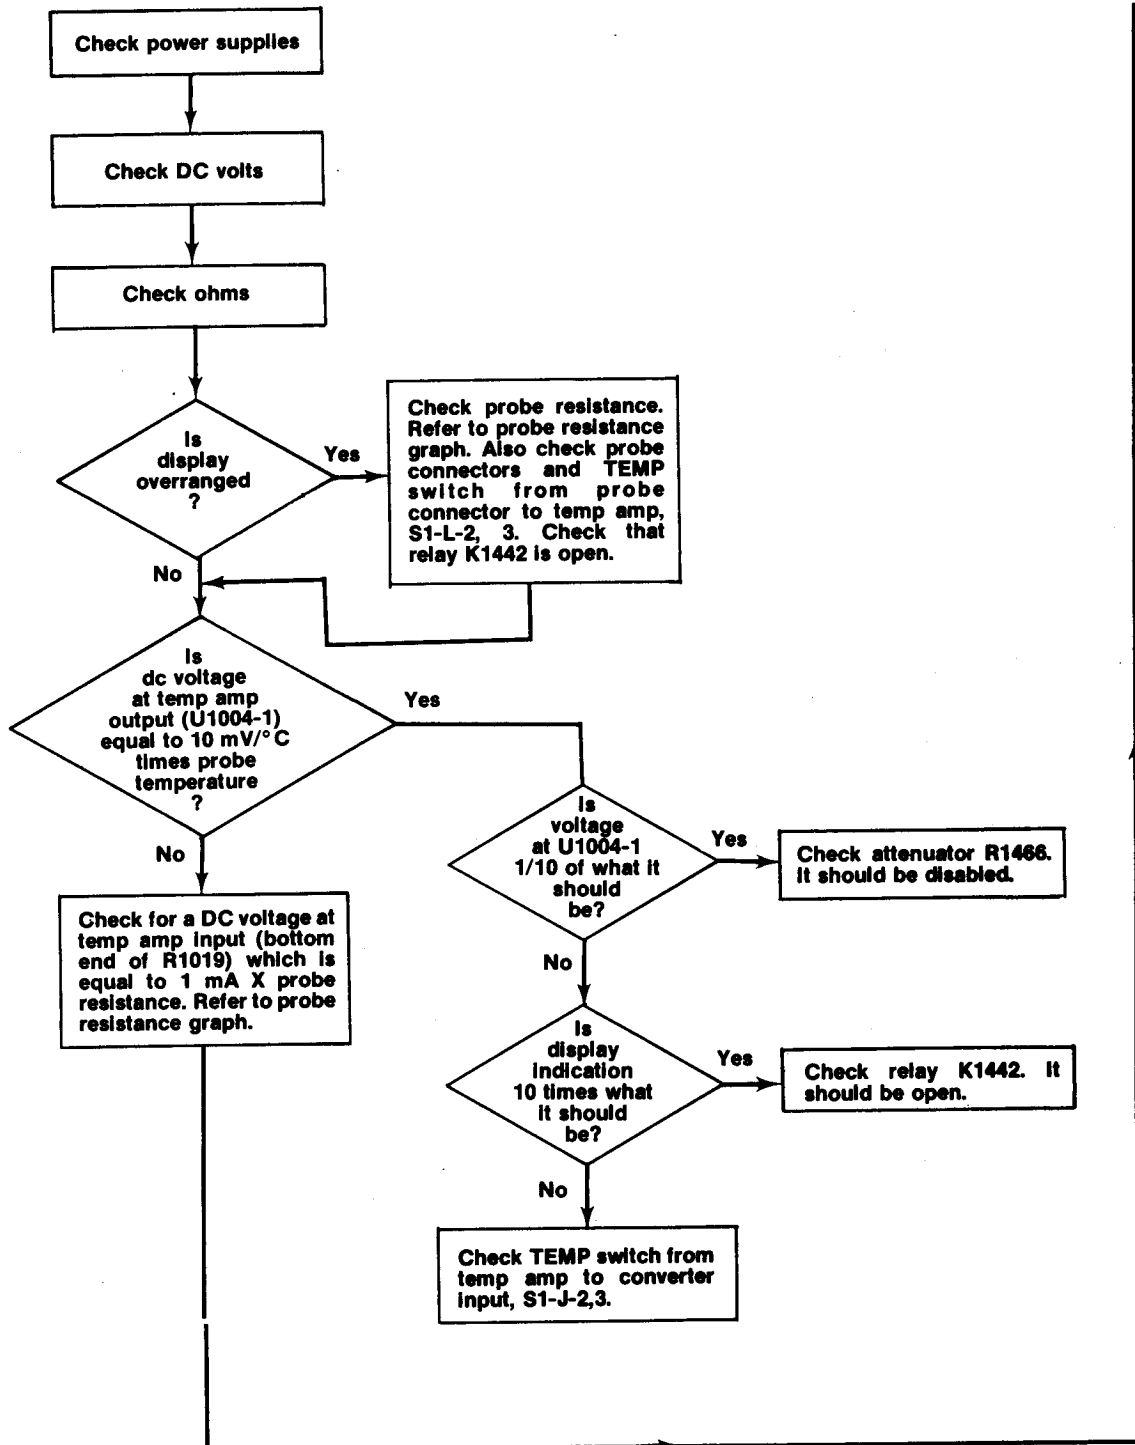 Check power supplies
Check DC volts
Check ohms
Is
display
overranged
?
Yes
No
Check probe resistance.
Refer to probe resistance
graph. Also check probe
connectors and TEMP
switch from probe
connector to temp amp,
S1-L-2, 3. Check that
relay K1442 is open.
Is
dc voltage
at temp amp
output (U1004-1)
equal to 10 mV/°C
times probe
temperature
?
Yes
No
Is
voltage
at U1004-1
1/10 of what it
should
be?
Yes
Check attenuator R1466.
It should be disabled.
No
Check for a DC voltage at
temp amp input (bottom
end of R1019) which is
equal to 1 mA X probe
resistance. Refer to probe
resistance graph.
Is
display
indication
10 times what
it should
be?
Yes
Check relay K1442. It
should be open.
No
Check TEMP switch from
temp amp to converter
input, S1-J-2,3.